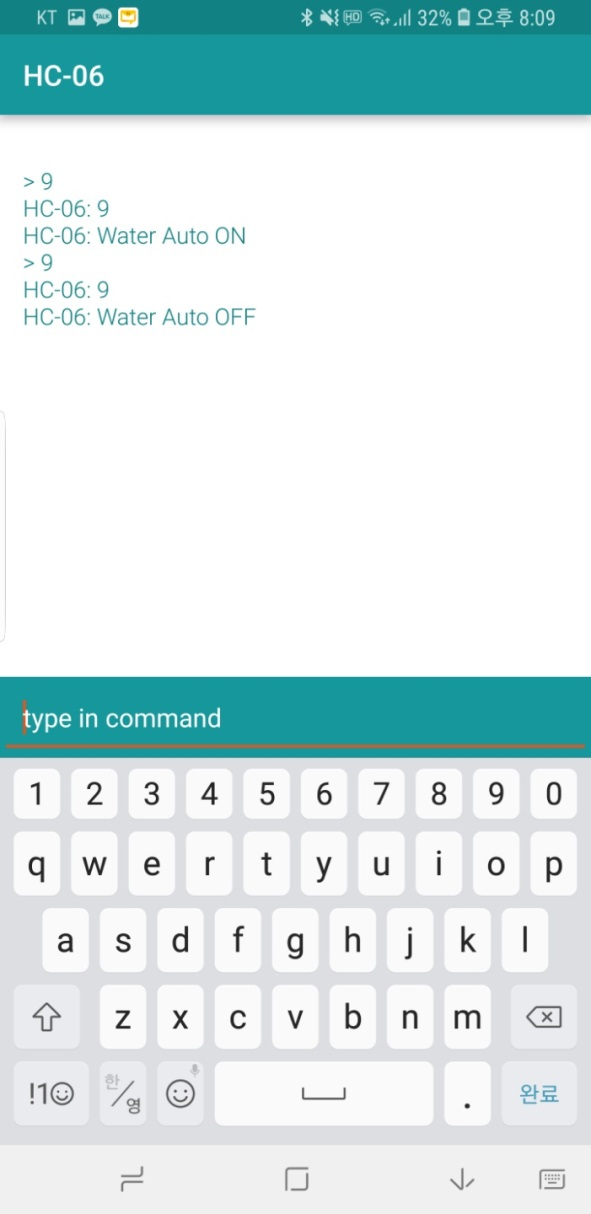 KT TALK HD 32% 오후 8:09
HC-06
> 9
HC-06: 9
HC-06: Water Auto ON
> 9
HC-06: 9
HC-06: Water Auto OFF
type in command
1 2 3 4 5 6 7 8 9 0
q w e r t y u i o p
a s d f g h j k l
z x c v b n m
!1☺ 한/영 . 완료